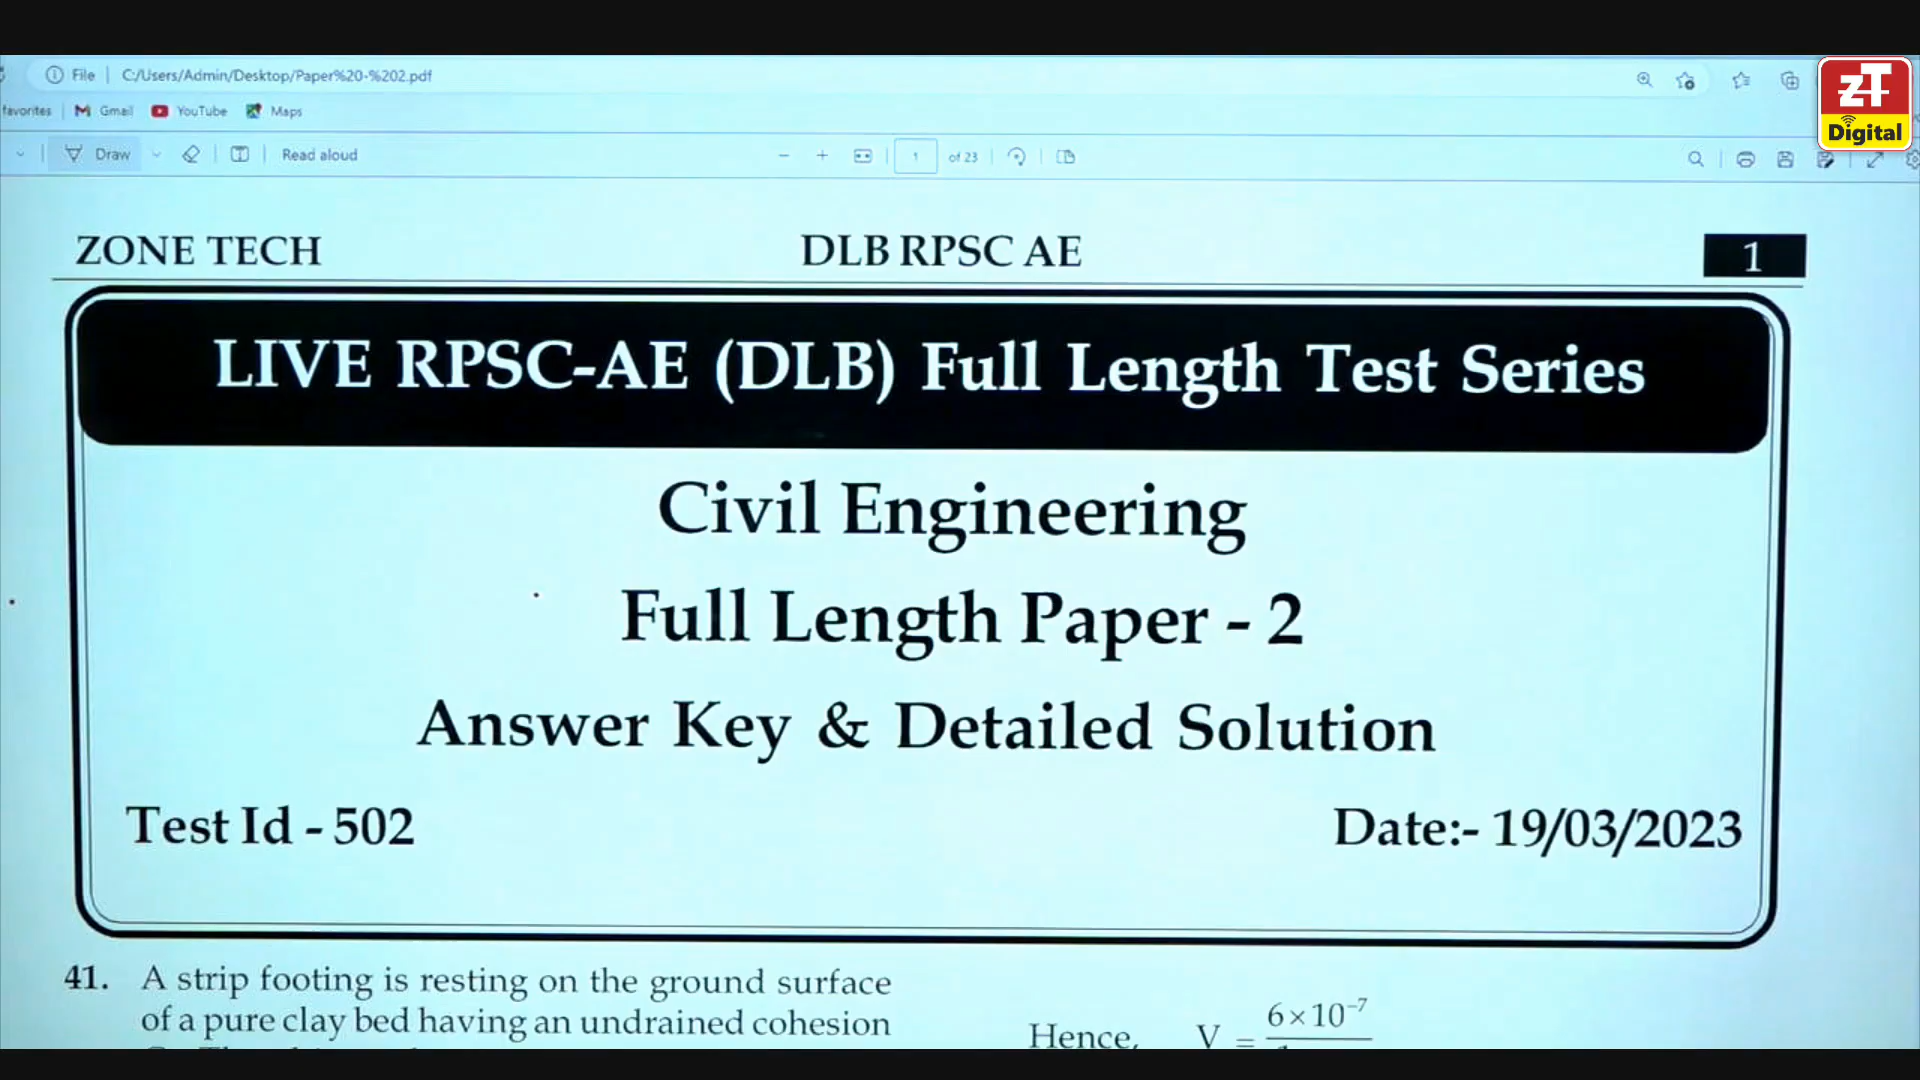 File C:/Users/Admin/Desktop/Paper%20-%202.pdf
favorites Gmail YouTube Maps
Draw Read aloud 1 of 23
zT
Digital
ZONE TECH DLB RPSC AE 1
LIVE RPSC-AE (DLB) Full Length Test Series
Civil Engineering
Full Length Paper - 2
Answer Key & Detailed Solution
Test Id - 502 Date:- 19/03/2023
41. A strip footing is resting on the ground surface
of a pure clay bed having an undrained cohesion
Hence, V = 6×10⁻⁷